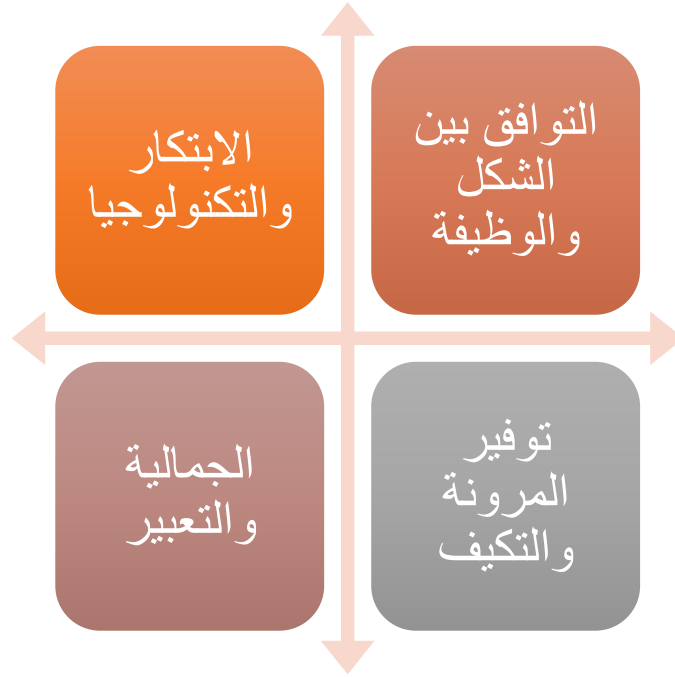 التوافق بين
الشكل
والوظيفة
الابتكار
والتكنولوجيا
توفير
المرونة
والتكيف
الجمالية
والتعبير